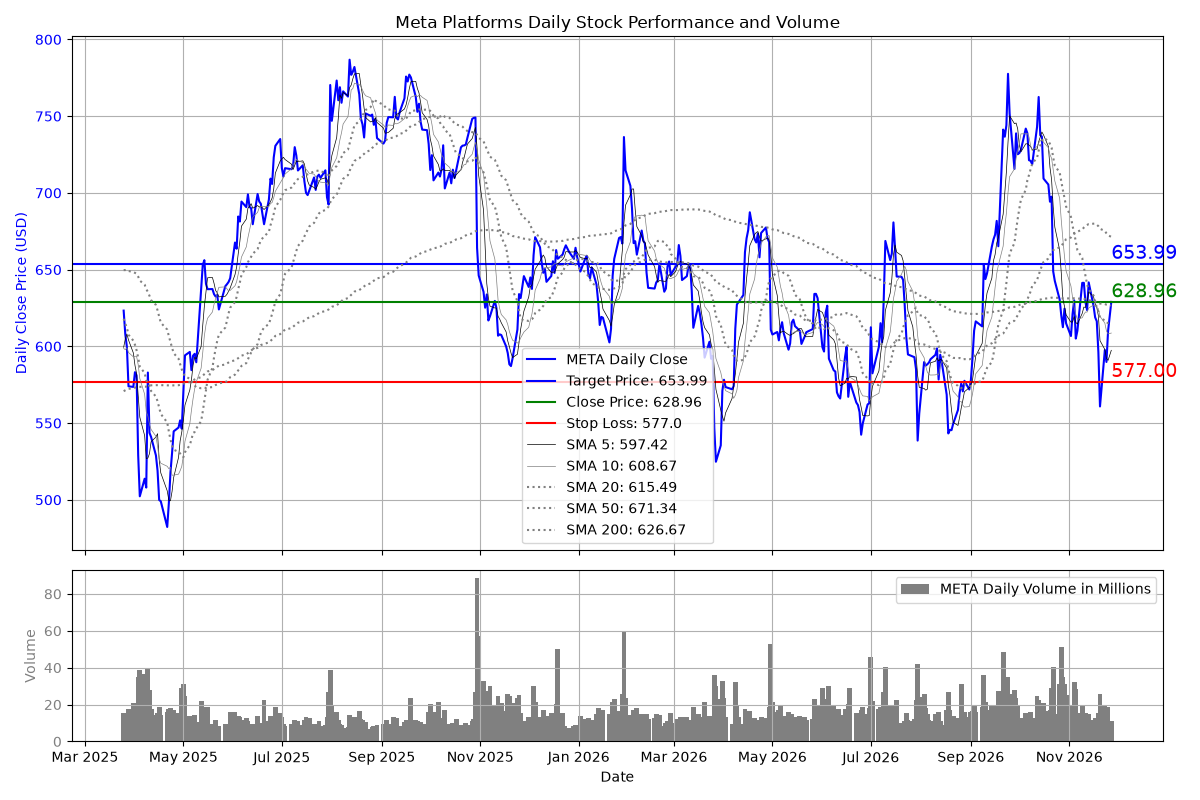 Meta Platforms Daily Stock Performance and Volume
800
750
700
650
600
550
500
Daily Close Price (USD)
653.99
628.96
577.00
META Daily Close
Target Price: 653.99
Close Price: 628.96
Stop Loss: 577.0
SMA 5: 597.42
SMA 10: 608.67
SMA 20: 615.49
SMA 50: 671.34
SMA 200: 626.67
META Daily Volume in Millions
80
60
40
20
0
Volume
Mar 2025 May 2025 Jul 2025 Sep 2025 Nov 2025 Jan 2026 Mar 2026 May 2026 Jul 2026 Sep 2026 Nov 2026
Date